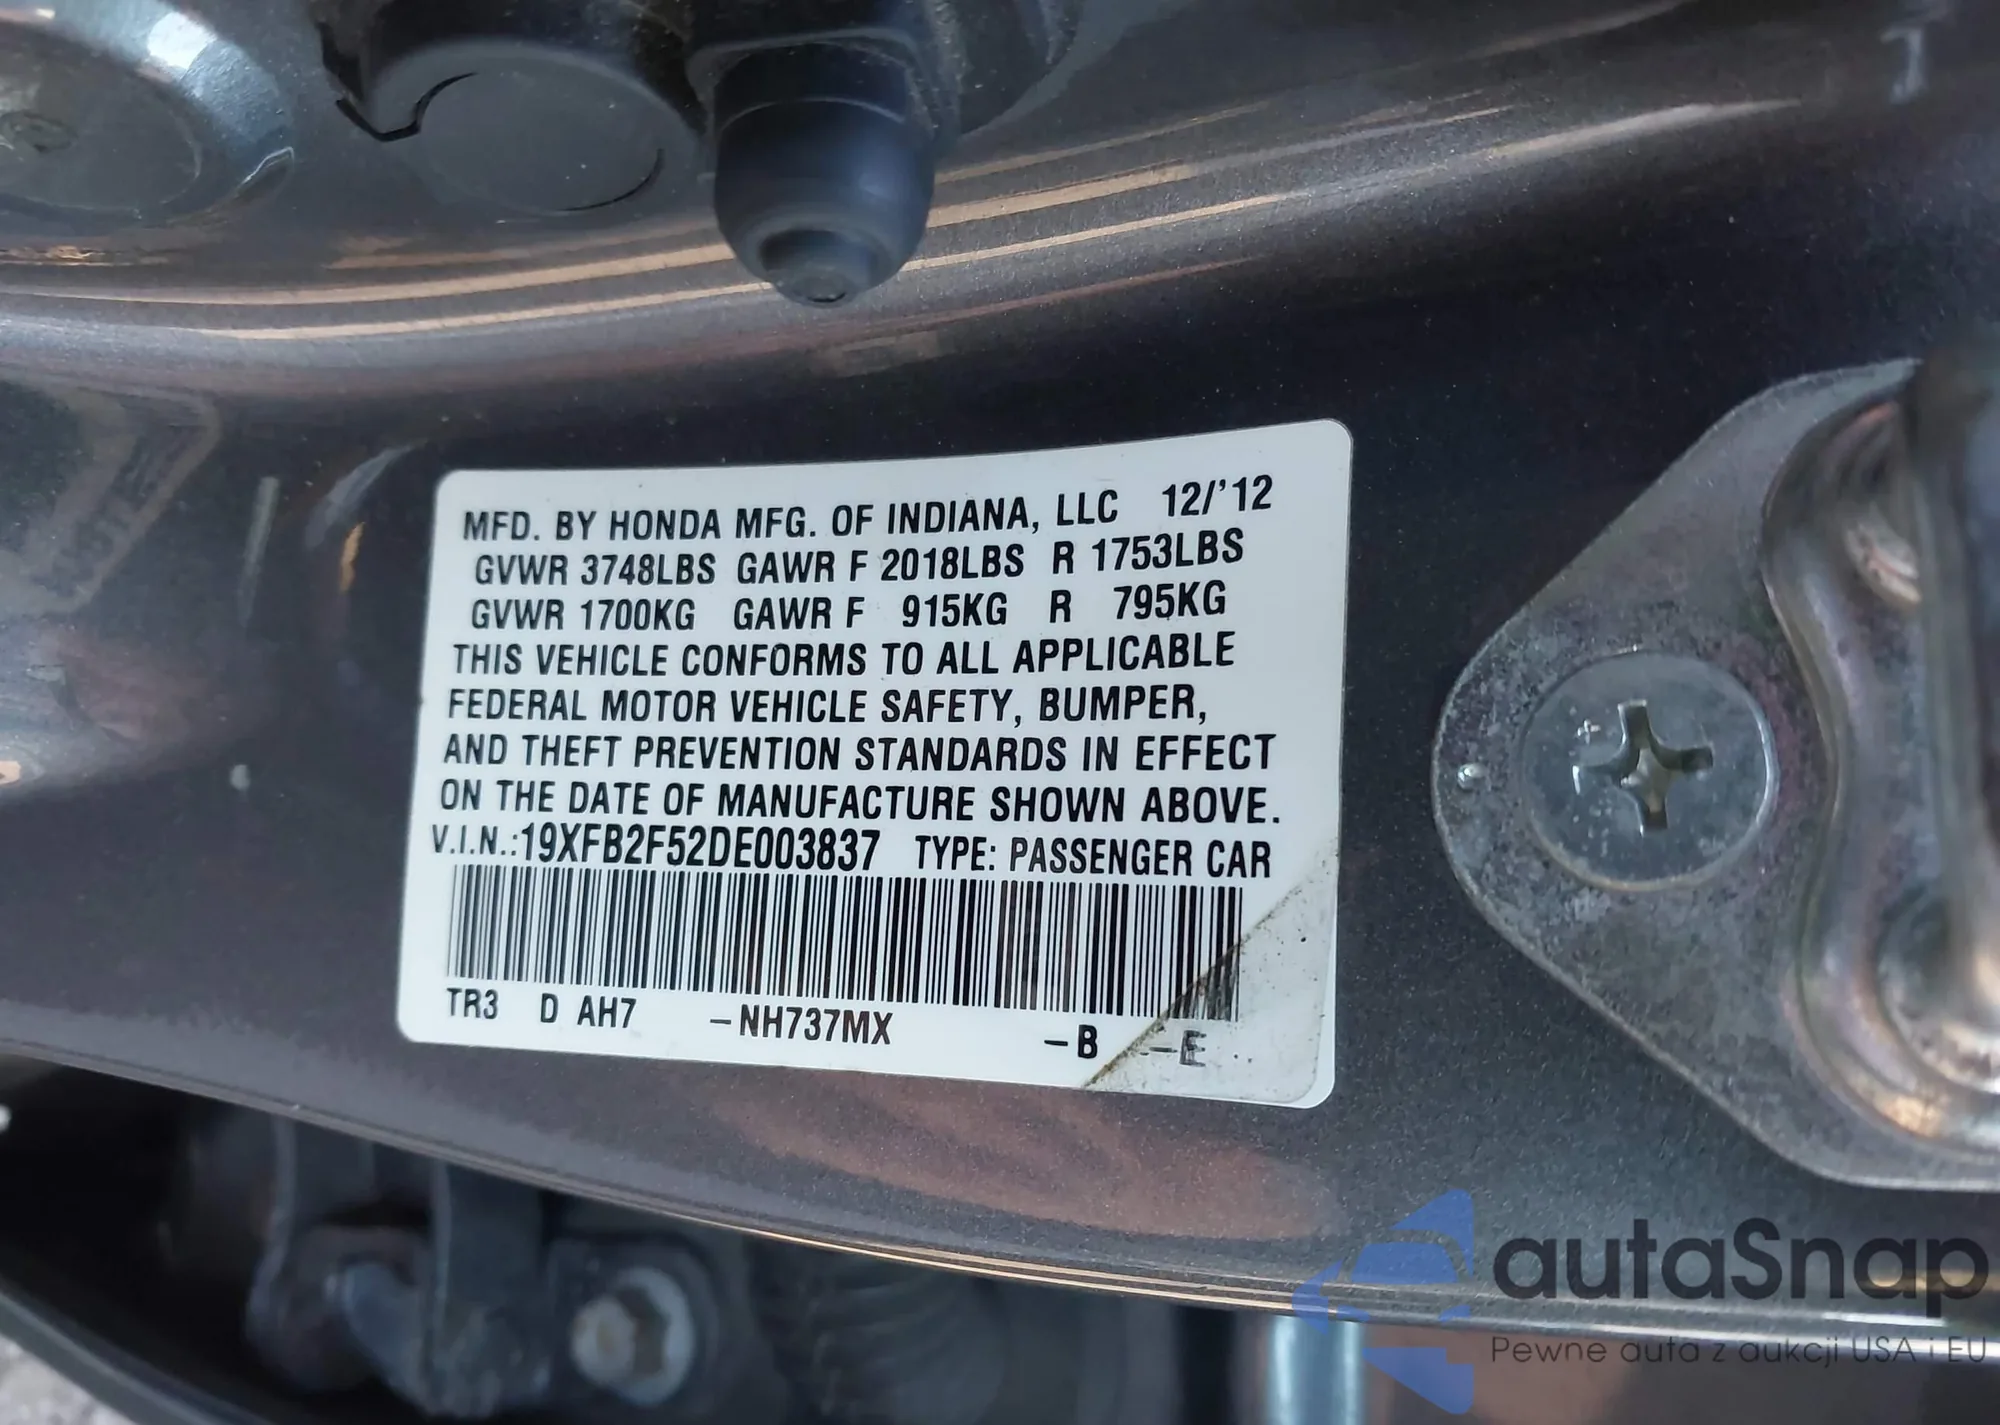 MFD. BY HONDA MFG. OF INDIANA, LLC 12/'12
GVWR 3748LBS GAWR F 2018LBS R 1753LBS
GVWR 1700KG GAWR F 915KG R 795KG
THIS VEHICLE CONFORMS TO ALL APPLICABLE
FEDERAL MOTOR VEHICLE SAFETY, BUMPER,
AND THEFT PREVENTION STANDARDS IN EFFECT
ON THE DATE OF MANUFACTURE SHOWN ABOVE.
V.I.N.:19XFB2F52DE003837 TYPE: PASSENGER CAR
TR3 D AH7 -NH737MX -B -E
autaSnap
Pewne auta z aukcji USA i EU